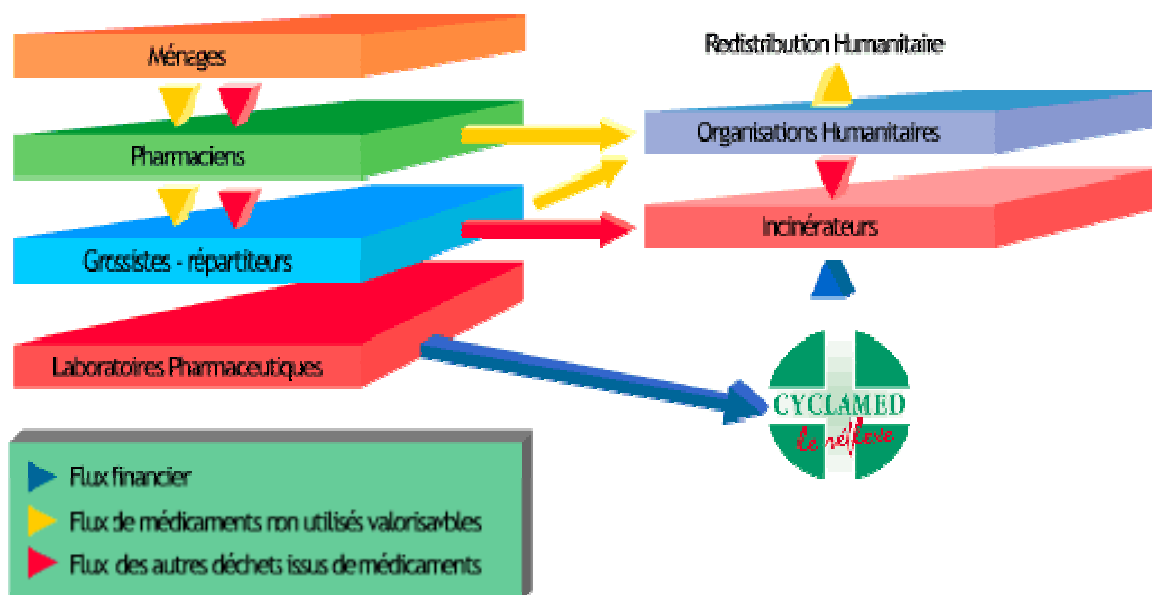 Ménages
Redistribution Humanitaire
Pharmaciens
Organisations Humanitaires
Grossistes - répartiteurs
Incinérateurs
Laboratoires Pharmaceutiques
CYCLAMED
le réflexe
Flux financier
Flux de médicaments non utilisés valorisables
Flux des autres déchets issus de médicaments